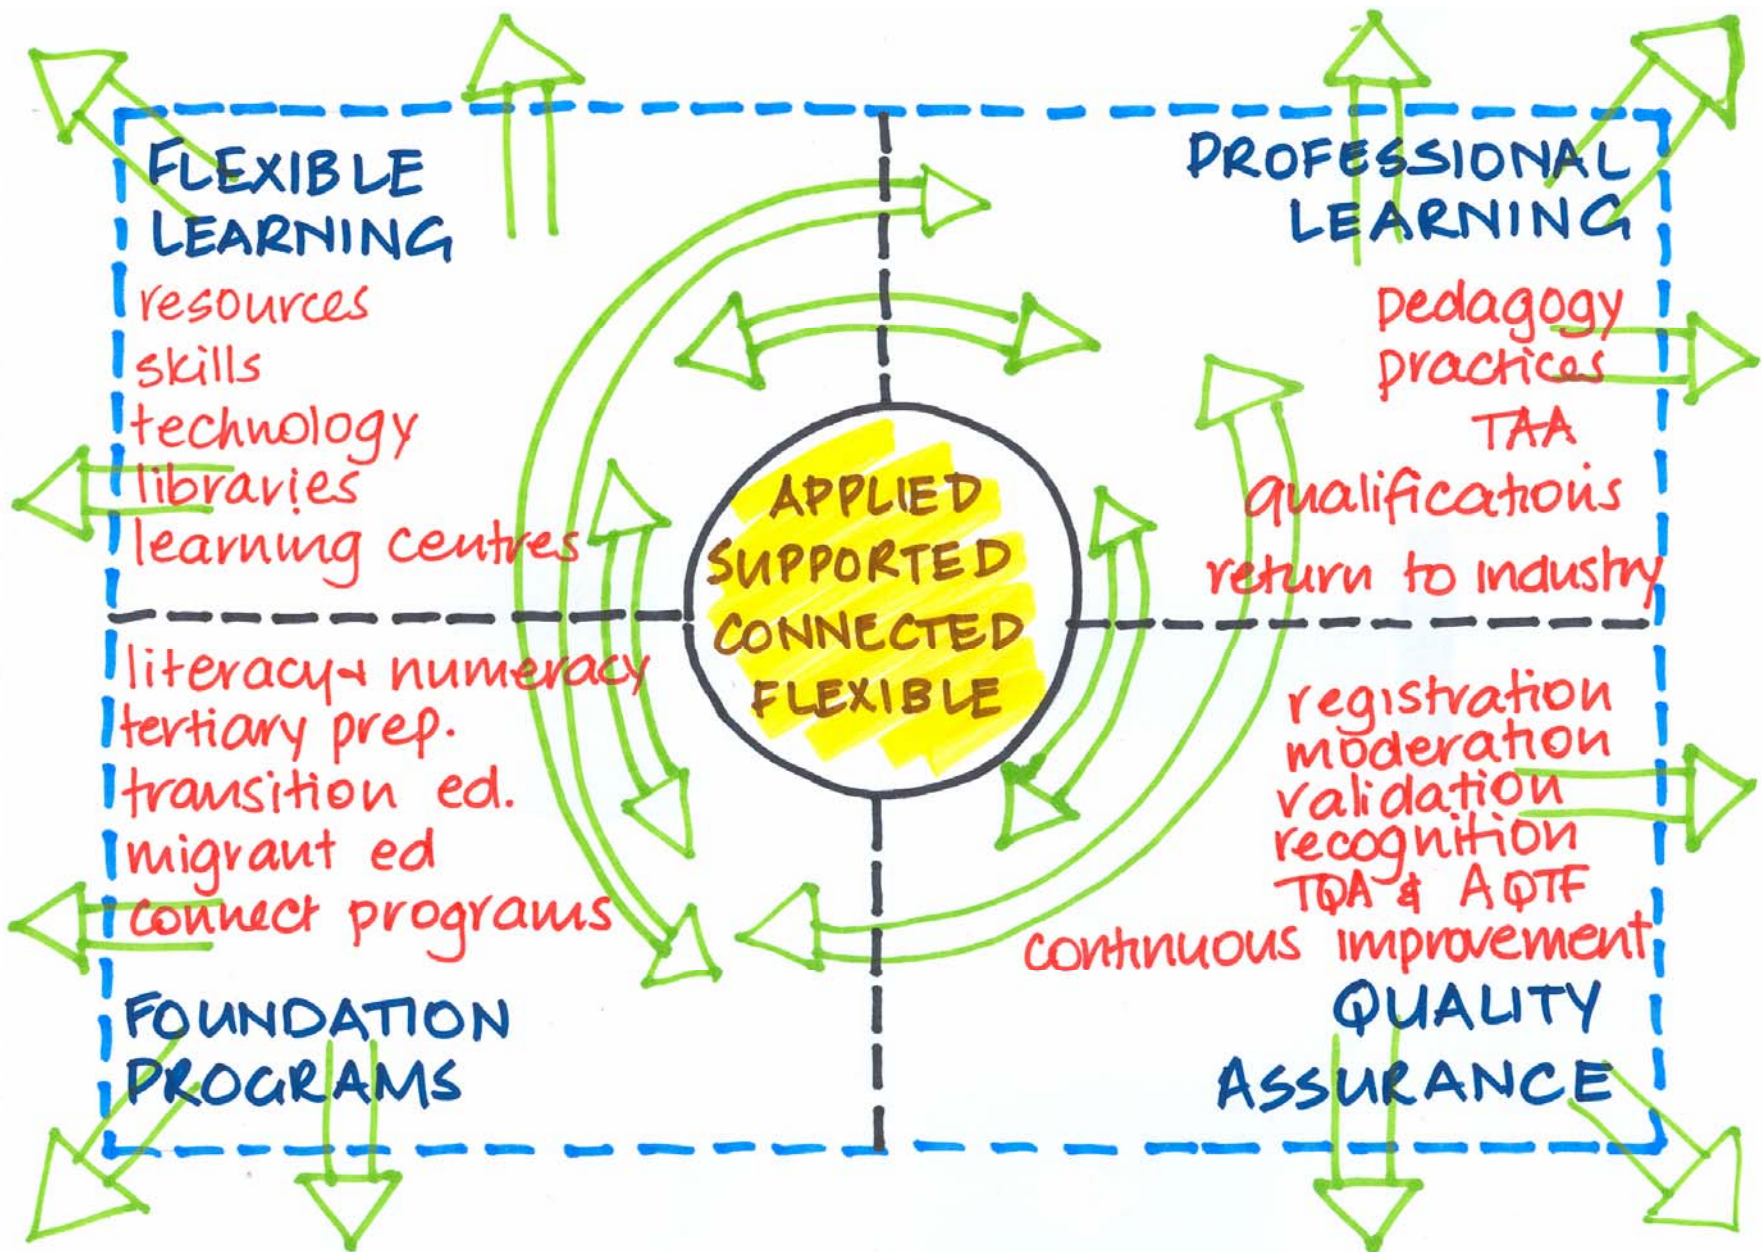 FLEXIBLE
LEARNING
resources
skills
technology
libraries
learning centres
PROFESSIONAL
LEARNING
pedagogy
practices
TAA
qualifications
return to industry
APPLIED
SUPPORTED
CONNECTED
FLEXIBLE
literacy & numeracy
tertiary prep.
transition ed.
migrant ed
connect programs
FOUNDATION
PROGRAMS
registration
moderation
validation
recognition
TQA & AQTF
continuous improvement
QUALITY
ASSURANCE